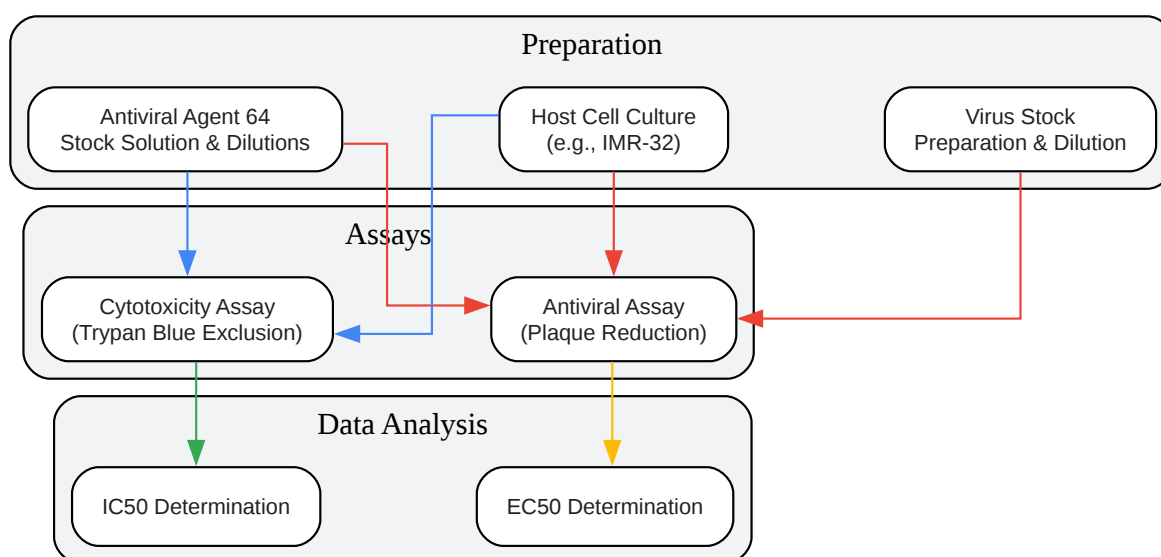 Preparation
Antiviral Agent 64
Stock Solution & Dilutions
Host Cell Culture
(e.g., IMR-32)
Virus Stock
Preparation & Dilution
Assays
Cytotoxicity Assay
(Trypan Blue Exclusion)
Antiviral Assay
(Plaque Reduction)
Data Analysis
IC50 Determination
EC50 Determination